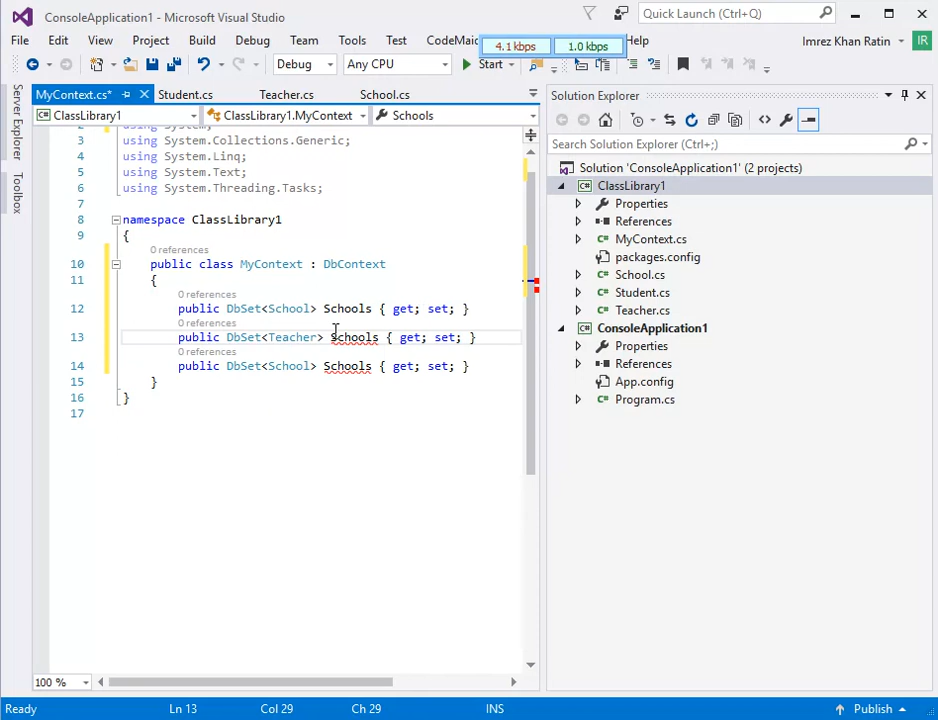 ConsoleApplication1 - Microsoft Visual Studio
Quick Launch (Ctrl+Q)
File Edit View Project Build Debug Team Tools Test CodeMai Help
4.1 kbps 1.0 kbps
Imrez Khan Ratin IR
Debug Any CPU Start
MyContext.cs* Student.cs Teacher.cs School.cs
ClassLibrary1 ClassLibrary1.MyContext Schools
Server Explorer
Toolbox
2 using System;
3 using System.Collections.Generic;
4 using System.Linq;
5 using System.Text;
6 using System.Threading.Tasks;
7
8 namespace ClassLibrary1
9 {
0 references
10 public class MyContext : DbContext
11 {
0 references
12 public DbSet<School> Schools { get; set; }
0 references
13 public DbSet<Teacher> Schools { get; set; }
0 references
14 public DbSet<School> Schools { get; set; }
15 }
16 }
17
100 %
Solution Explorer
Search Solution Explorer (Ctrl+;)
Solution 'ConsoleApplication1' (2 projects)
C# ClassLibrary1
Properties
References
C# MyContext.cs
packages.config
C# School.cs
C# Student.cs
C# Teacher.cs
C# ConsoleApplication1
Properties
References
App.config
C# Program.cs
Ready Ln 13 Col 29 Ch 29 INS Publish